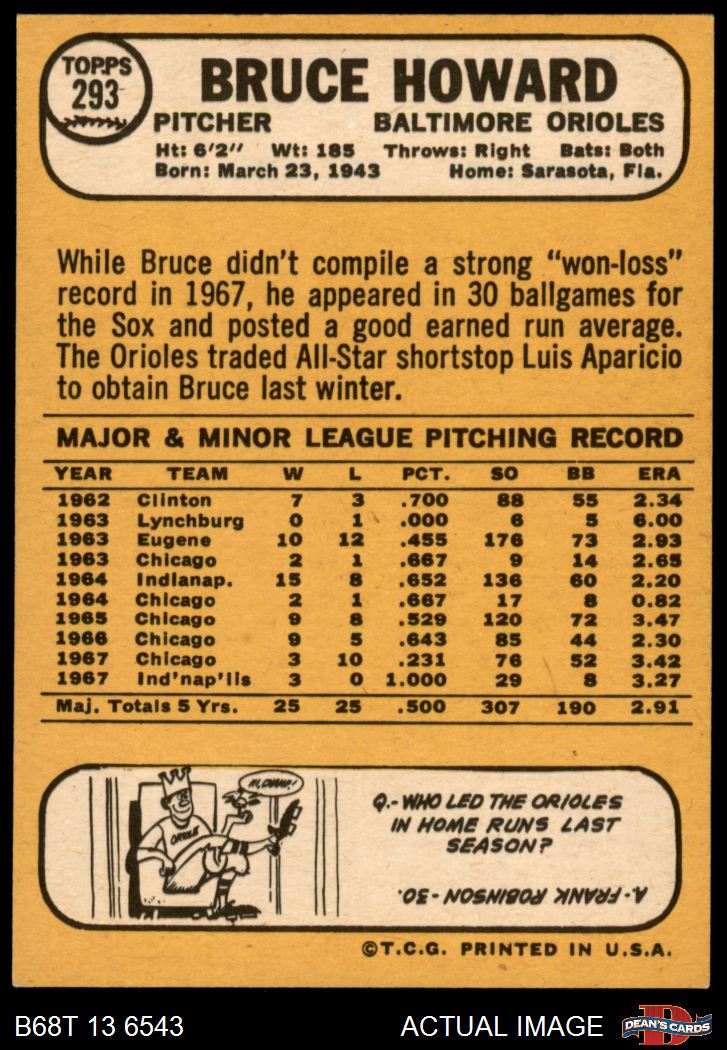 TOPPS
293
BRUCE HOWARD
PITCHER BALTIMORE ORIOLES
Ht: 6'2" Wt: 185 Throws: Right Bats: Both
Born: March 23, 1943 Home: Sarasota, Fla.
While Bruce didn't compile a strong "won-loss"
record in 1967, he appeared in 30 ballgames for
the Sox and posted a good earned run average.
The Orioles traded All-Star shortstop Luis Aparicio
to obtain Bruce last winter.
MAJOR & MINOR LEAGUE PITCHING RECORD
YEAR TEAM W L PCT. SO BB ERA
1962 Clinton 7 3 .700 88 55 2.34
1963 Lynchburg 0 1 .000 6 5 6.00
1963 Eugene 10 12 .455 176 73 2.93
1963 Chicago 2 1 .667 9 14 2.65
1964 Indianap. 15 8 .652 136 60 2.20
1964 Chicago 2 1 .667 17 8 0.82
1965 Chicago 9 8 .529 120 72 3.47
1966 Chicago 9 5 .643 85 44 2.30
1967 Chicago 3 10 .231 76 52 3.42
1967 Ind'nap'lis 3 0 1.000 29 8 3.27
Maj. Totals 5 Yrs. 25 25 .500 307 190 2.91
HI, CHAMP!
ORIOLE
Q.-WHO LED THE ORIOLES
IN HOME RUNS LAST
SEASON?
A.-FRANK ROBINSON-30.
©T.C.G. PRINTED IN U.S.A.
B68T 13 6543 ACTUAL IMAGE
D
DEAN'S CARDS